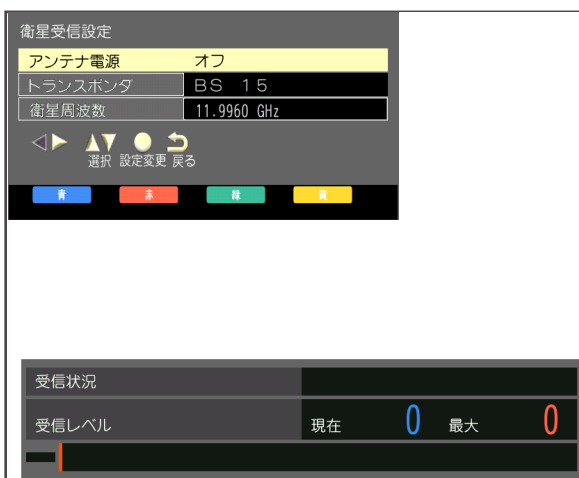 衛星受信設定
アンテナ電源 オフ
トランスポンダ BS 15
衛星周波数 11.9960 GHz
選択 設定変更 戻る
青 赤 緑 黄
受信状況
受信レベル 現在 0 最大 0